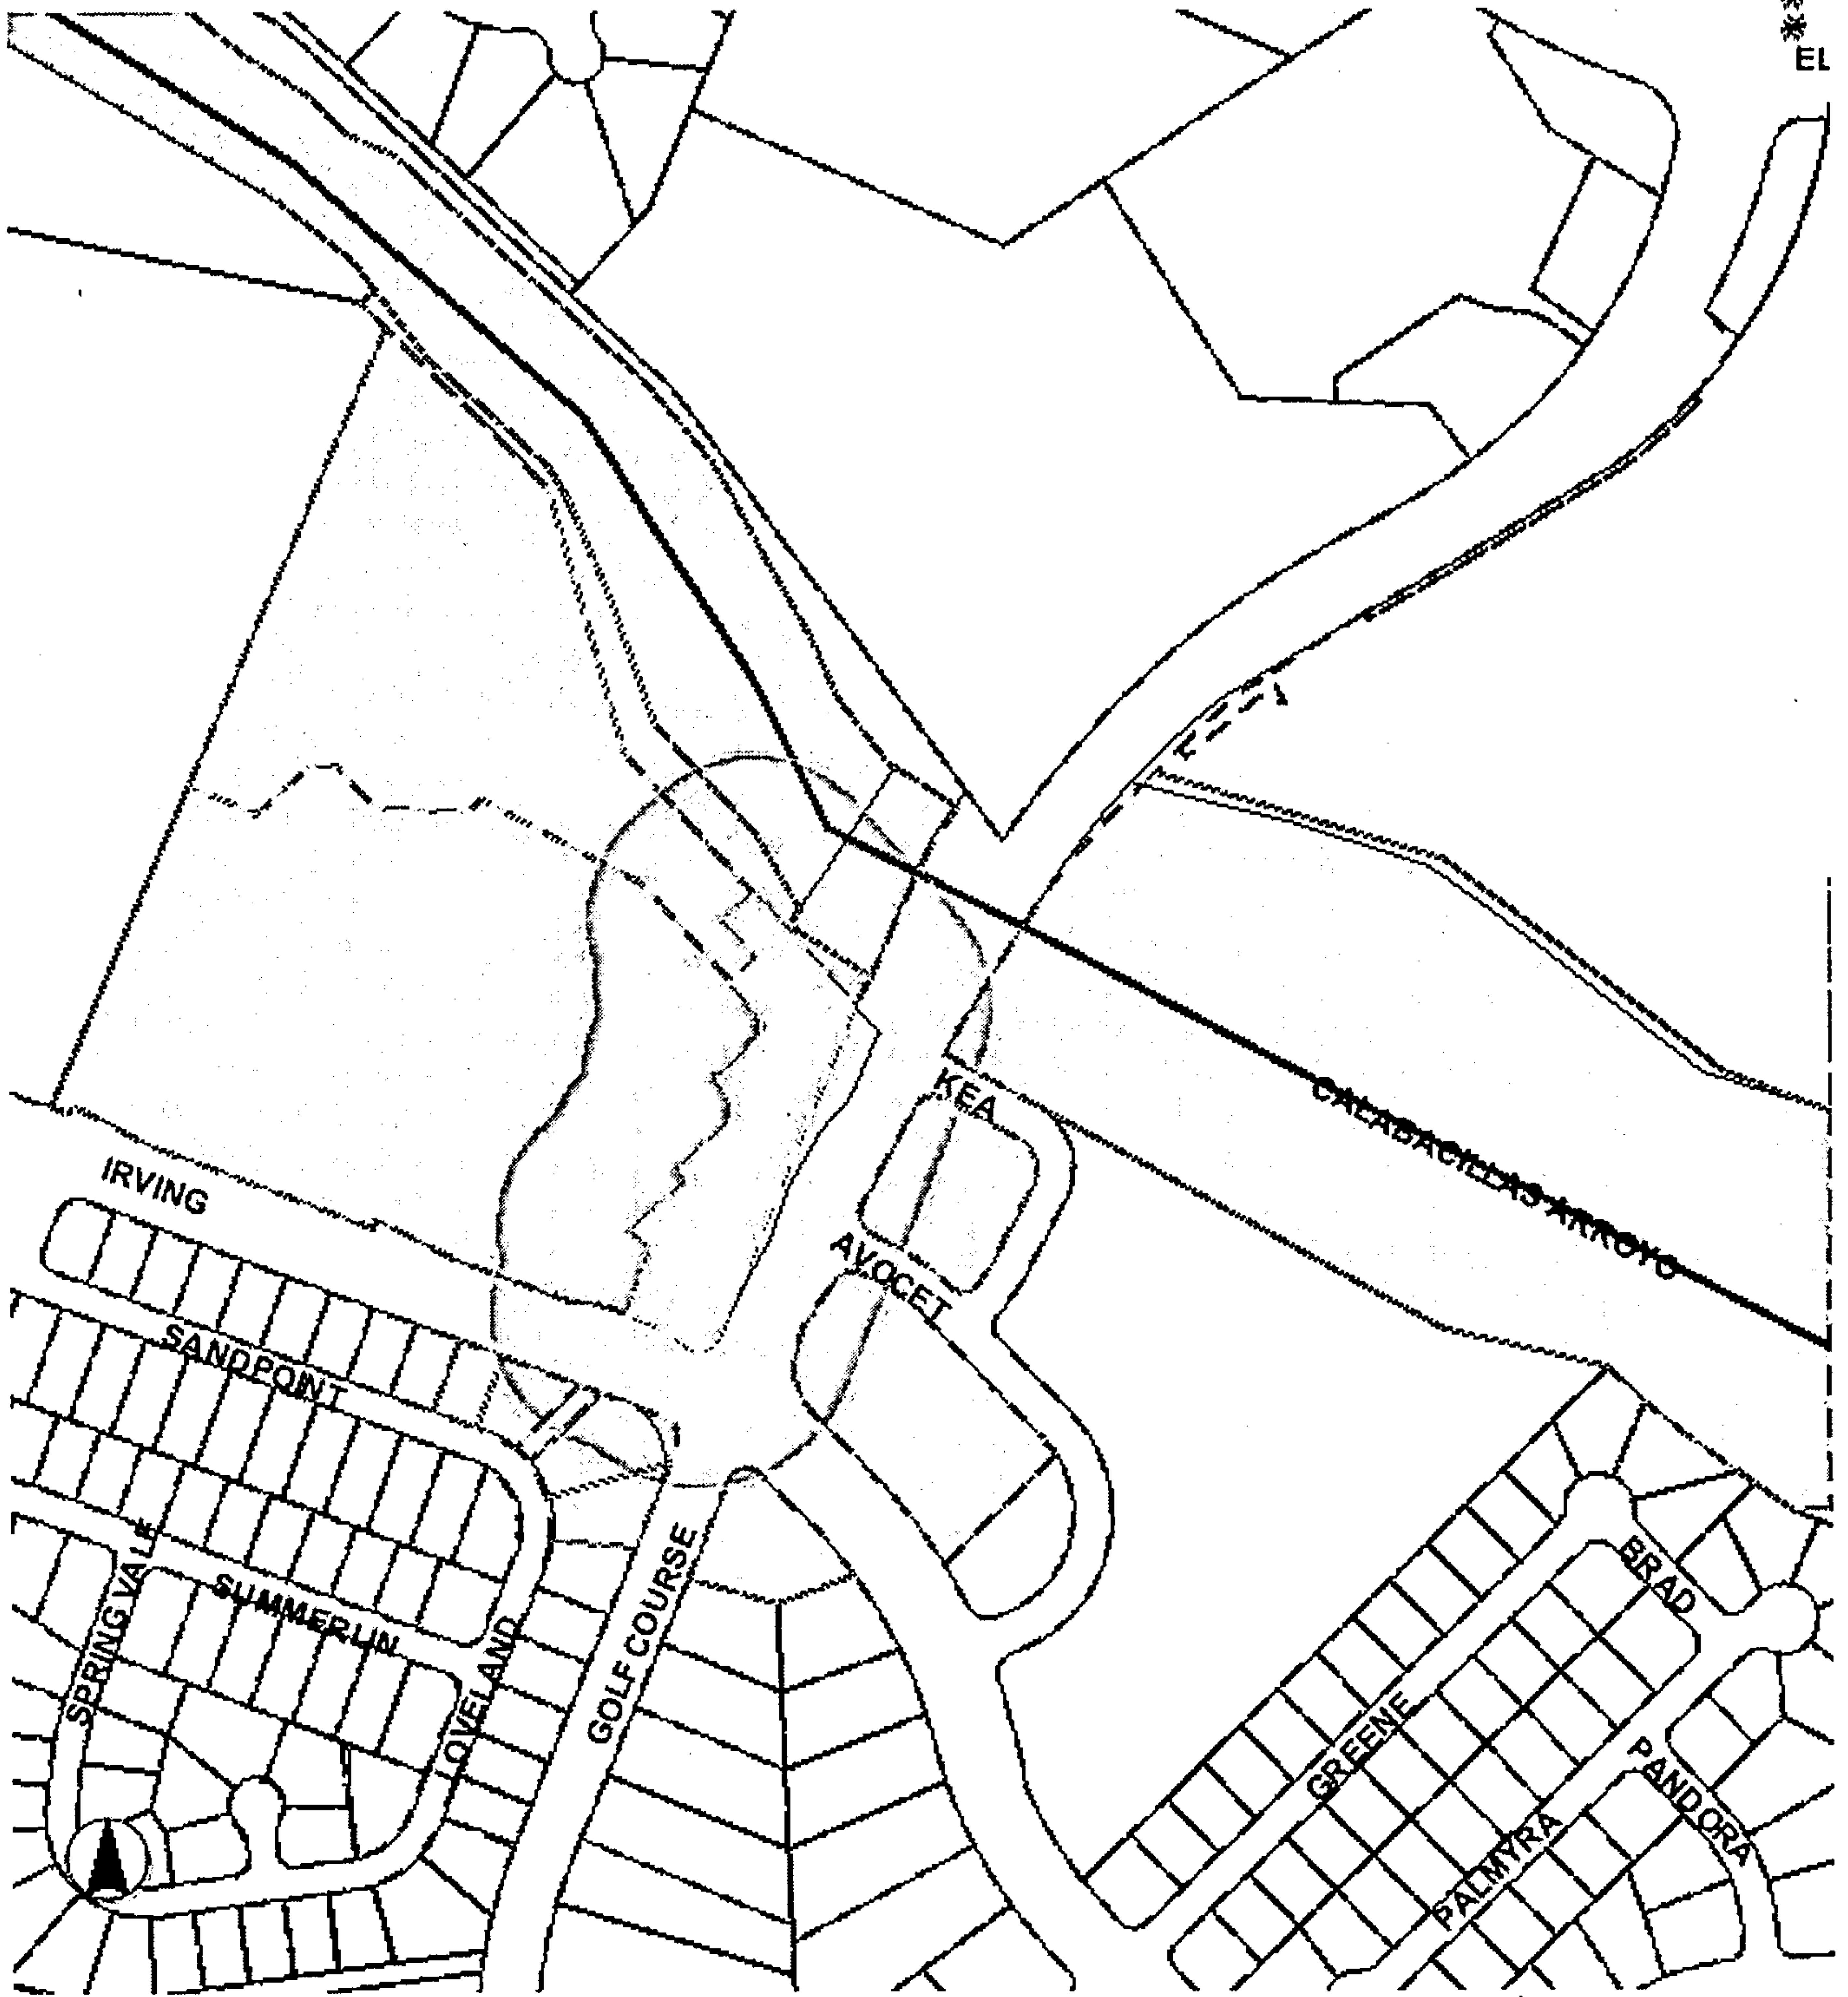 **
EL
KEA
CALABACILLAS ARROYO
IRVING
AVOCET
SANDPOINT
SPRING VALE
SUMMERLIN
LOVELAND
GOLF COURSE
BRAD
GREENE
PANDORA
PALMYRA